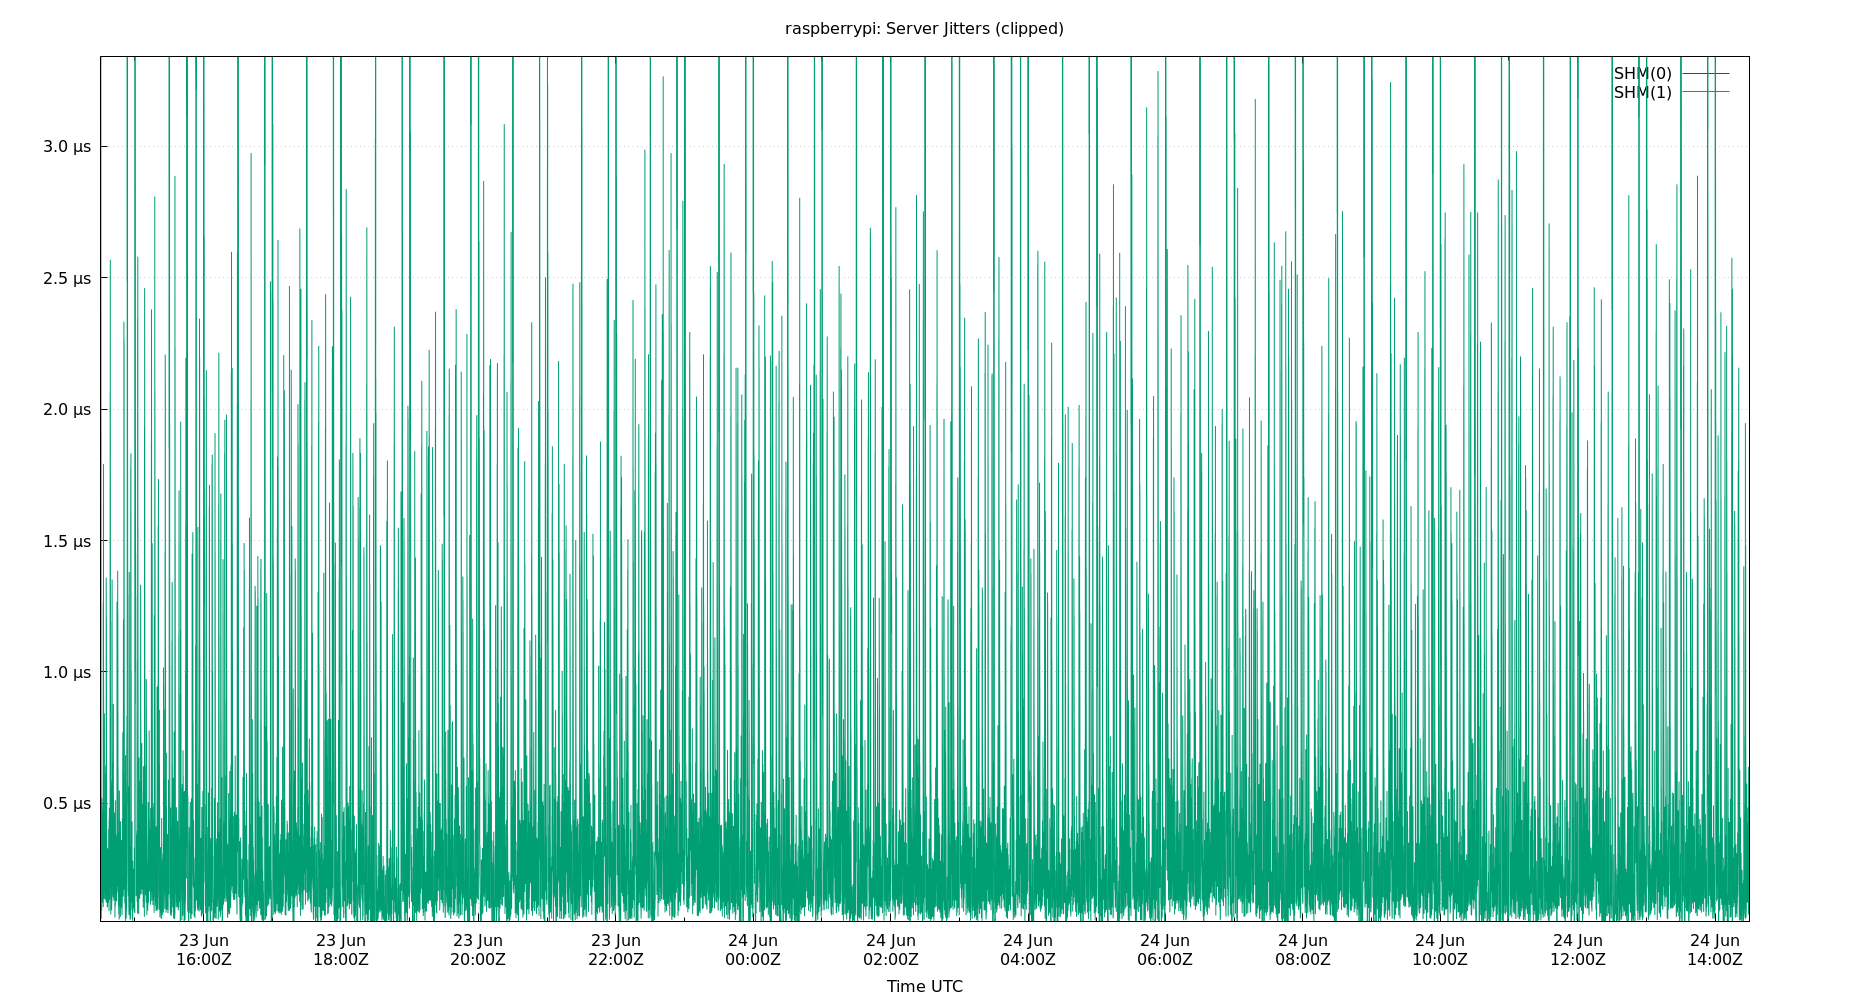 raspberrypi: Server Jitters (clipped)
SHM(0)
SHM(1)
3.0 µs
2.5 µs
2.0 µs
1.5 µs
1.0 µs
0.5 µs
23 Jun 23 Jun 23 Jun 23 Jun 24 Jun 24 Jun 24 Jun 24 Jun 24 Jun 24 Jun 24 Jun 24 Jun
16:00Z 18:00Z 20:00Z 22:00Z 00:00Z 02:00Z 04:00Z 06:00Z 08:00Z 10:00Z 12:00Z 14:00Z
Time UTC